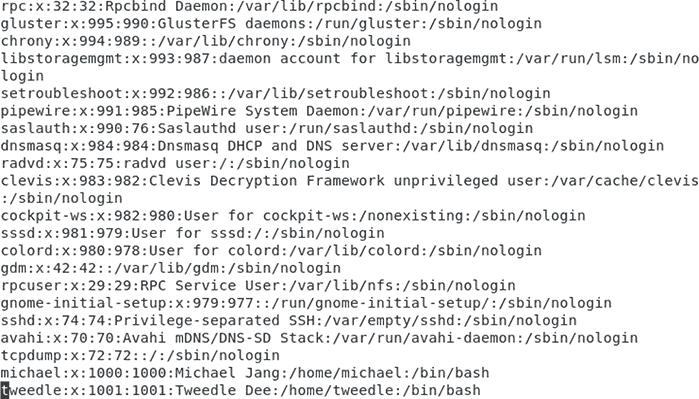 rpc:x:32:32:Rpcbind Daemon:/var/lib/rpcbind:/sbin/nologin
gluster:x:995:990:GlusterFS daemons:/run/gluster:/sbin/nologin
chrony:x:994:989::/var/lib/chrony:/sbin/nologin
libstoragemgmt:x:993:987:daemon account for libstoragemgmt:/var/run/lsm:/sbin/no
login
setroubleshoot:x:992:986::/var/lib/setroubleshoot:/sbin/nologin
pipewire:x:991:985:PipeWire System Daemon:/var/run/pipewire:/sbin/nologin
saslauth:x:990:76:Saslauthd user:/run/saslauthd:/sbin/nologin
dnsmasq:x:984:984:Dnsmasq DHCP and DNS server:/var/lib/dnsmasq:/sbin/nologin
radvd:x:75:75:radvd user:/:/sbin/nologin
clevis:x:983:982:Clevis Decryption Framework unprivileged user:/var/cache/clevis
:/sbin/nologin
cockpit-ws:x:982:980:User for cockpit-ws:/nonexisting:/sbin/nologin
sssd:x:981:979:User for sssd:/:/sbin/nologin
colord:x:980:978:User for colord:/var/lib/colord:/sbin/nologin
gdm:x:42:42::/var/lib/gdm:/sbin/nologin
rpcuser:x:29:29:RPC Service User:/var/lib/nfs:/sbin/nologin
gnome-initial-setup:x:979:977::/run/gnome-initial-setup/:/sbin/nologin
sshd:x:74:74:Privilege-separated SSH:/var/empty/sshd:/sbin/nologin
avahi:x:70:70:Avahi mDNS/DNS-SD Stack:/var/run/avahi-daemon:/sbin/nologin
tcpdump:x:72:72::/:/sbin/nologin
michael:x:1000:1000:Michael Jang:/home/michael:/bin/bash
tweedle:x:1001:1001:Tweedle Dee:/home/tweedle:/bin/bash